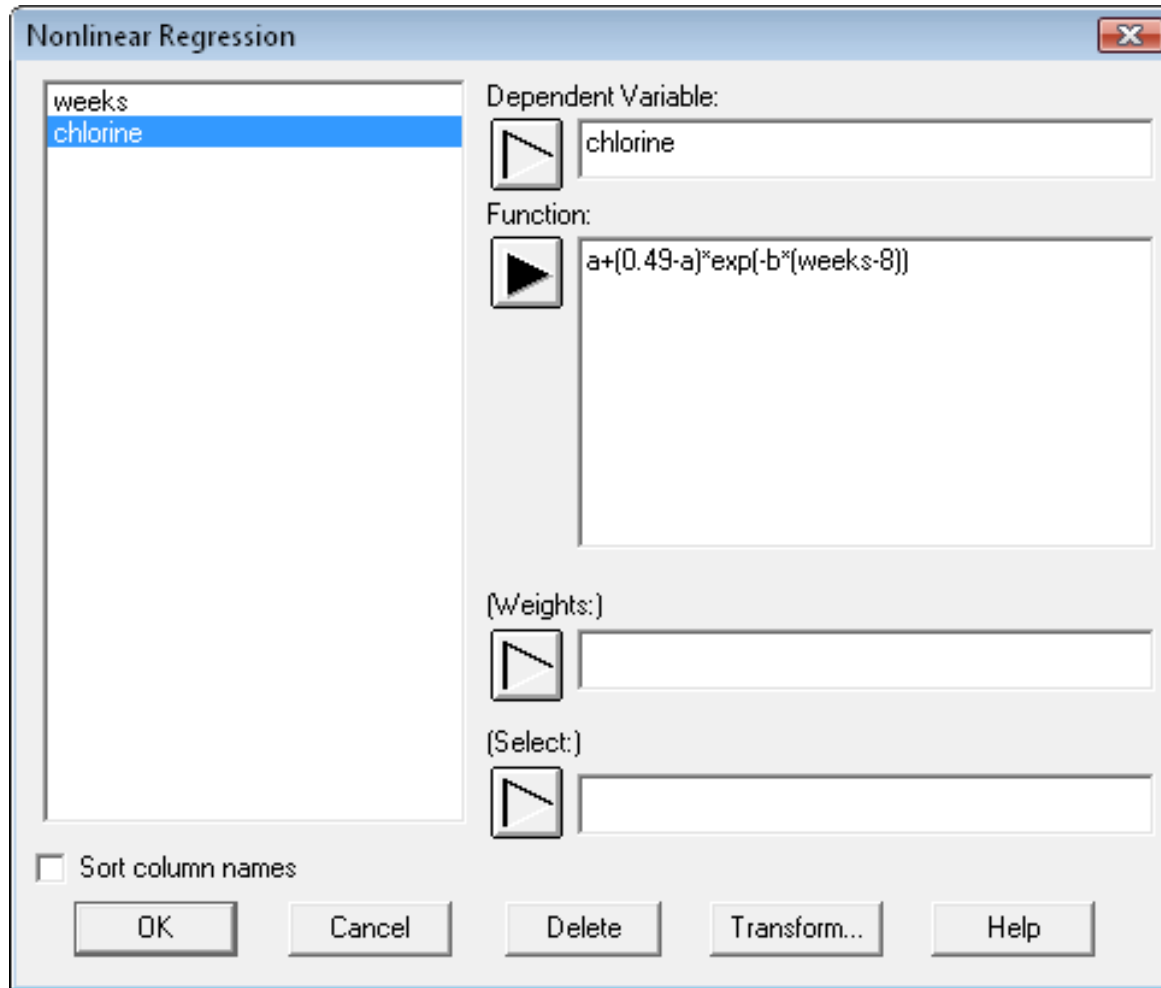 Nonlinear Regression
weeks
chlorine
Dependent Variable:
chlorine
Function:
a+(0.49-a)*exp(-b*(weeks-8))
(Weights:)
(Select:)
Sort column names
OK
Cancel
Delete
Transform...
Help